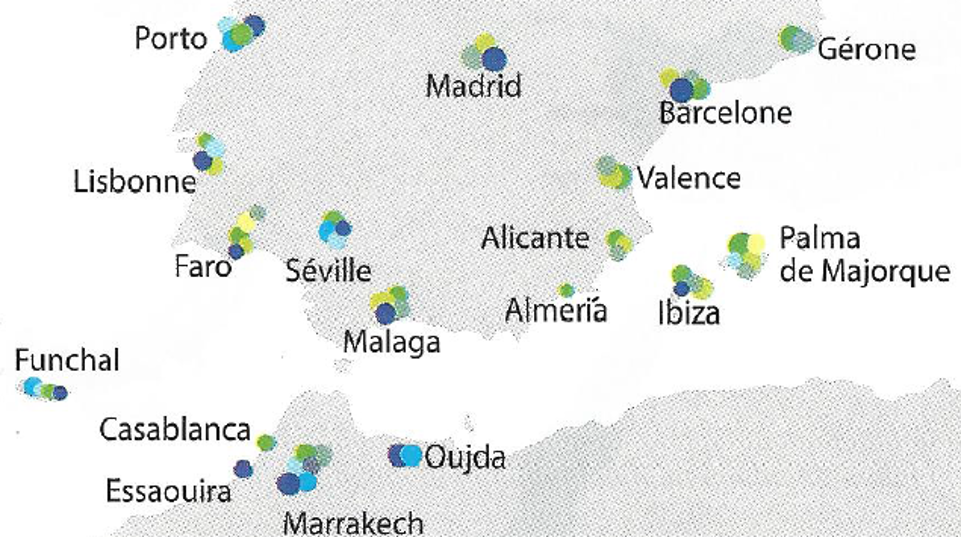 Porto
Madrid
Gérone
Barcelone
Lisbonne
Valence
Faro
Séville
Alicante
Palma
de Majorque
Almería
Ibiza
Malaga
Funchal
Casablanca
Oujda
Essaouira
Marrakech